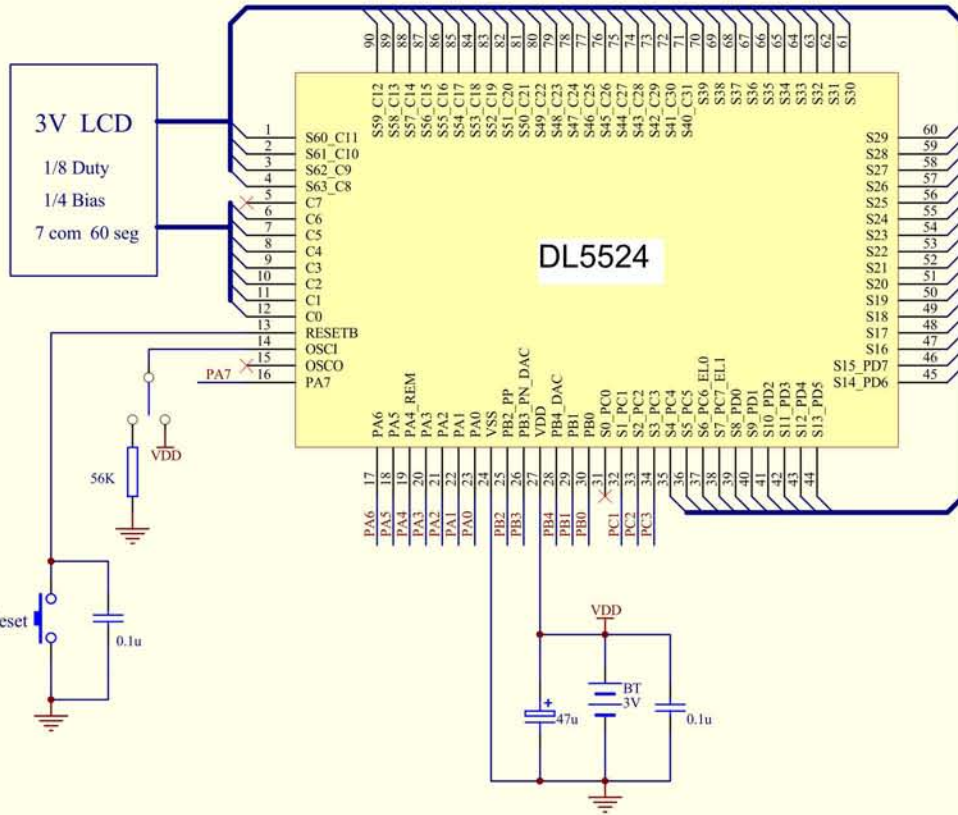 90 89 88 87 86 85 84 83 82 81 80 79 78 77 76 75 74 73 72 71 70 69 68 67 66 65 64 63 62 61
S59_C12 S58_C13 S57_C14 S56_C15 S55_C16 S54_C17 S53_C18 S52_C19 S51_C20 S50_C21 S49_C22 S48_C23 S47_C24 S46_C25 S45_C26 S44_C27 S43_C28 S42_C29 S41_C30 S40_C31 S39 S38 S37 S36 S35 S34 S33 S32 S31 S30
3V LCD
1/8 Duty
1/4 Bias
7 com 60 seg
1 S60_C11
2 S61_C10
3 S62_C9
4 S63_C8
5 C7
6 C6
7 C5
8 C4
9 C3
10 C2
11 C1
12 C0
13 RESETB
14 OSCI
15 OSCO
PA7 16 PA7
DL5524
S29 60
S28 59
S27 58
S26 57
S25 56
S24 55
S23 54
S22 53
S21 52
S20 51
S19 50
S18 49
S17 48
S16 47
S15_PD7 46
S14_PD6 45
PA6 PA5 PA4_REM PA3 PA2 PA1 PA0 VSS PB2_PP PB3_PN_DAC VDD PB4_DAC PB1 PB0 S0_PC0 S1_PC1 S2_PC2 S3_PC3 S4_PC4 S5_PC5 S6_PC6_EL0 S7_PC7_EL1 S8_PD0 S9_PD1 S10_PD2 S11_PD3 S12_PD4 S13_PD5
17 18 19 20 21 22 23 24 25 26 27 28 29 30 31 32 33 34 35 36 37 38 39 40 41 42 43 44
PA6 PA5 PA4 PA3 PA2 PA1 PA0 PB2 PB3 PB4 PB1 PB0 PC1 PC2 PC3
VDD
56K
eset
0.1u
VDD
47u
BT
3V
0.1u